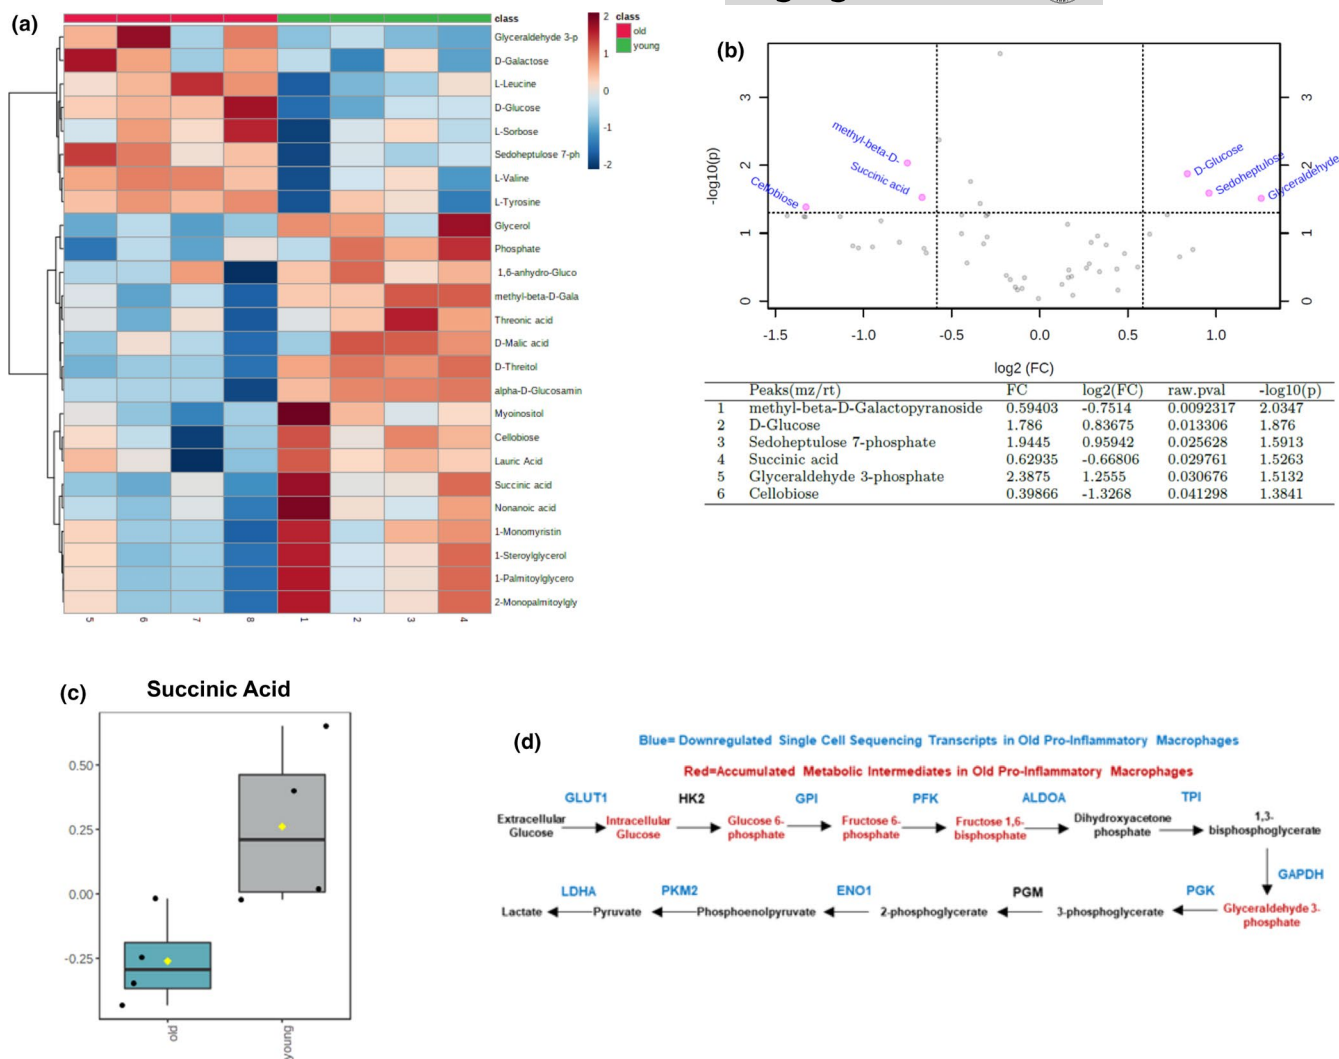 (a)
class
Glyceraldehyde 3-p
D-Galactose
L-Leucine
D-Glucose
L-Sorbose
Sedoheptulose 7-ph
L-Valine
L-Tyrosine
Glycerol
Phosphate
1,6-anhydro-Gluco
methyl-beta-D-Gala
Threonic acid
D-Malic acid
D-Threitol
alpha-D-Glucosamin
Myoinositol
Cellobiose
Lauric Acid
Succinic acid
Nonanoic acid
1-Monomyristin
1-Steroylglycerol
1-Palmitoylglycero
2-Monopalmitoylgly
5 6 7 8 1 2 3 4
2
1
0
-1
-2
class
old
young
(b)
-log10(p)
3
2
1
0
3
2
1
0
methyl-beta-D-
Succinic acid
Cellobiose
D-Glucose
Sedoheptulose
Glyceraldehyde
-1.5 -1.0 -0.5 0.0 0.5 1.0
log2 (FC)
Peaks(mz/rt) FC log2(FC) raw.pval -log10(p)
1 methyl-beta-D-Galactopyranoside 0.59403 -0.7514 0.0092317 2.0347
2 D-Glucose 1.786 0.83675 0.013306 1.876
3 Sedoheptulose 7-phosphate 1.9445 0.95942 0.025628 1.5913
4 Succinic acid 0.62935 -0.66806 0.029761 1.5263
5 Glyceraldehyde 3-phosphate 2.3875 1.2555 0.030676 1.5132
6 Cellobiose 0.39866 -1.3268 0.041298 1.3841
(c)
Succinic Acid
0.50
0.25
0.00
-0.25
old
young
(d)
Blue= Downregulated Single Cell Sequencing Transcripts in Old Pro-Inflammatory Macrophages
Red=Accumulated Metabolic Intermediates in Old Pro-Inflammatory Macrophages
GLUT1 HK2 GPI PFK ALDOA TPI
Extracellular Glucose
Intracellular Glucose
Glucose 6-phosphate
Fructose 6-phosphate
Fructose 1,6-bisphosphate
Dihydroxyacetone phosphate
1,3-bisphoglycerate
GAPDH
LDHA PKM2 ENO1 PGM PGK
Lactate Pyruvate Phosphoenolpyruvate 2-phosphoglycerate 3-phosphoglycerate Glyceraldehyde 3-phosphate